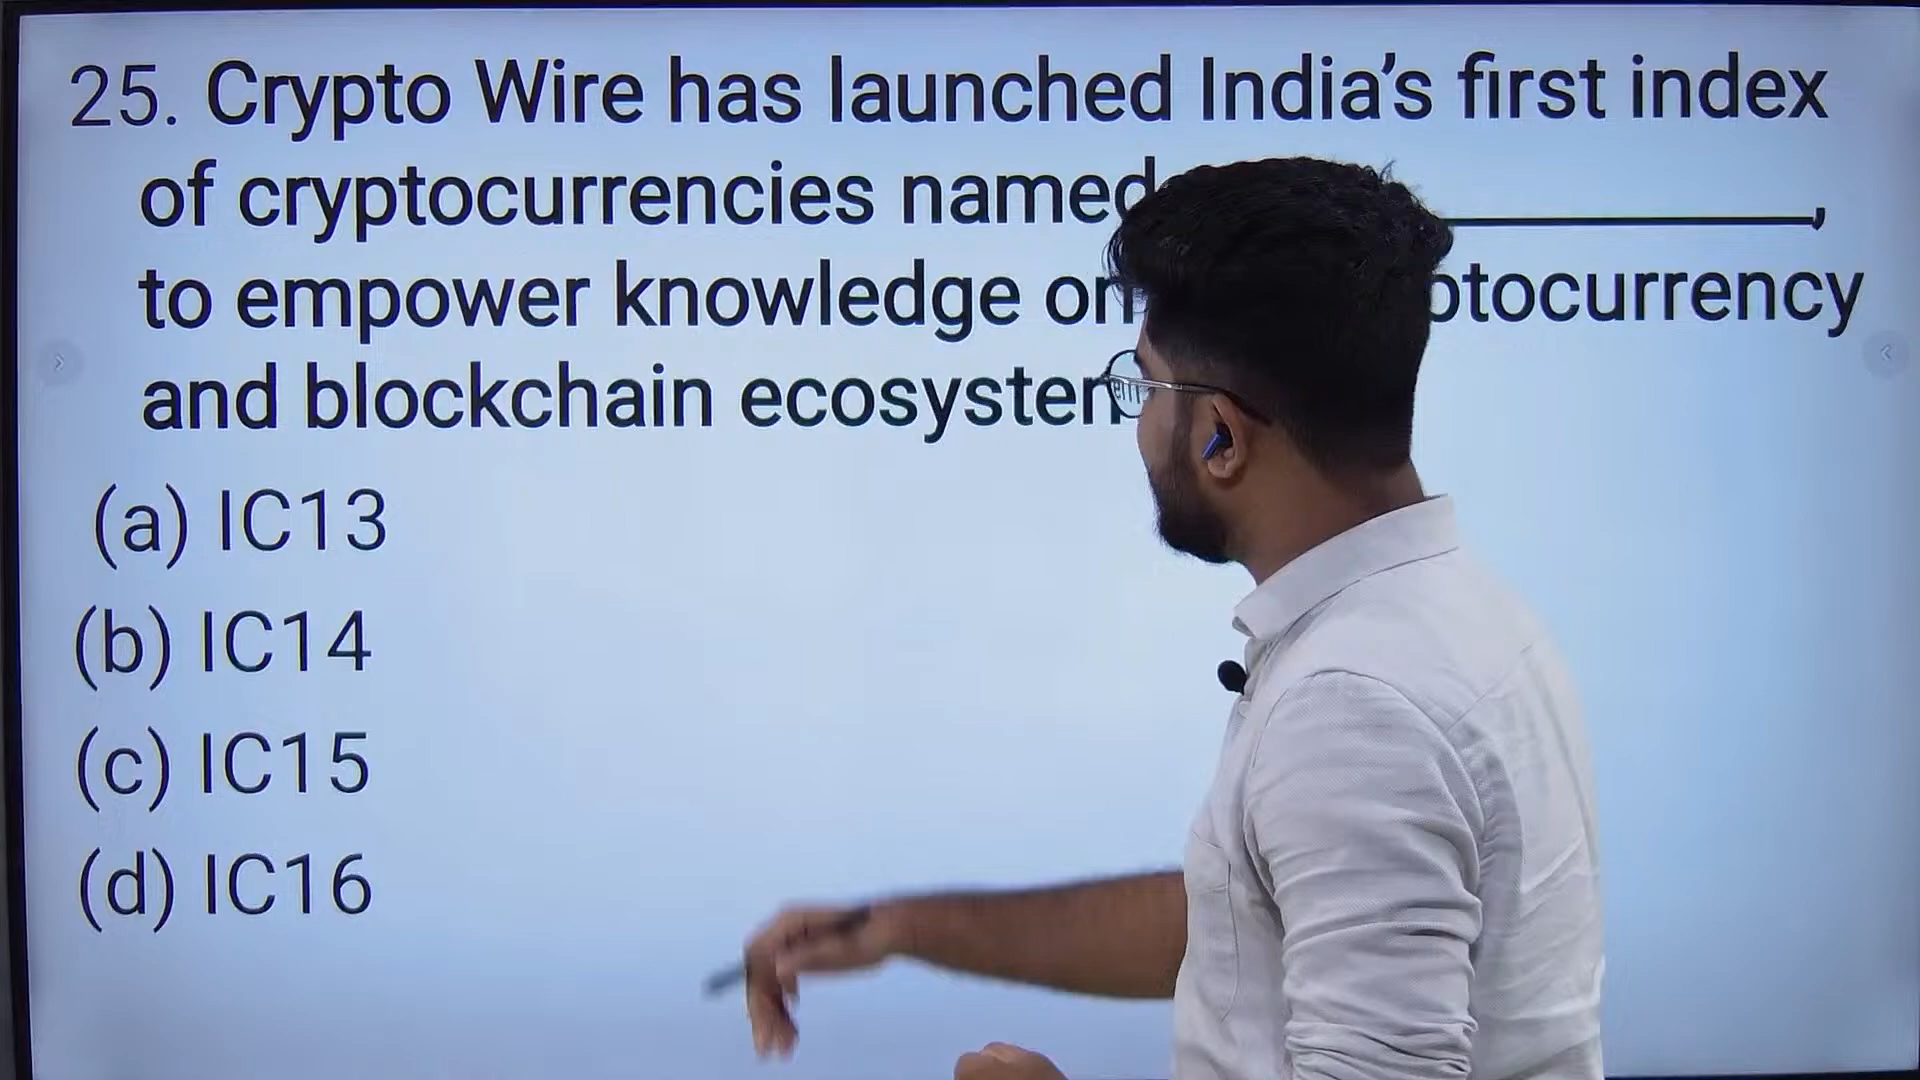 25. Crypto Wire has launched India’s first index
of cryptocurrencies named ____________,
to empower knowledge on
and blockchain
(a) IC13
(b) IC14
(c) IC15
(d) IC16